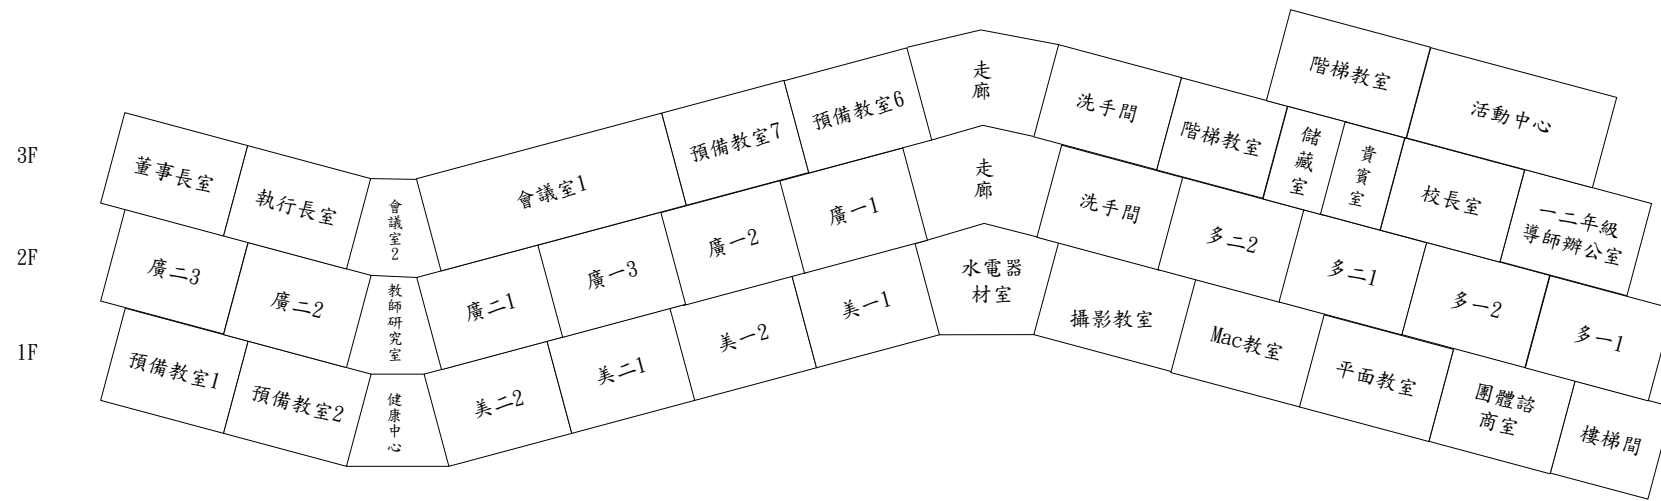 階梯教室
活動中心
3F
董事長室
執行長室
會議室2
會議室1
預備教室7
預備教室6
走廊
洗手間
階梯教室
儲藏室
貴賓室
校長室
一二年級
導師辦公室
2F
廣二3
廣二2
教師研究室
廣二1
廣一3
廣一2
廣一1
走廊
洗手間
多二2
多二1
多一2
多一1
1F
預備教室1
預備教室2
健康中心
美二2
美二1
美一2
美一1
水電器
材室
攝影教室
Mac教室
平面教室
團體諮
商室
樓梯間